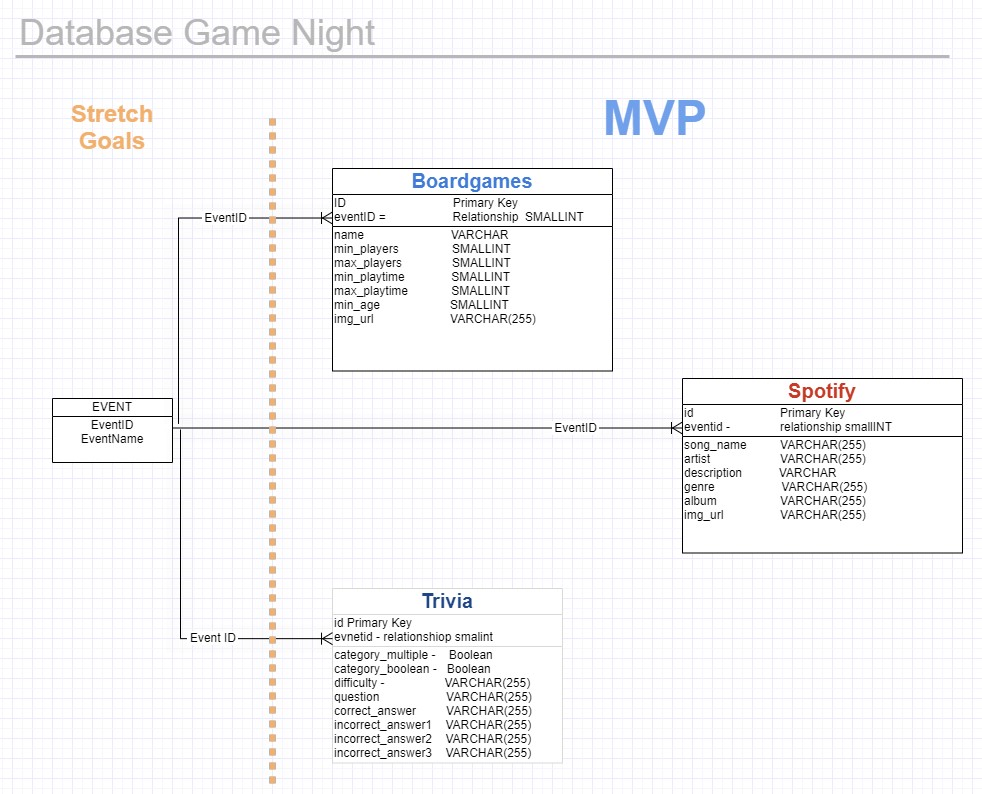 Database Game Night
Stretch
Goals
MVP
Boardgames
ID Primary Key
eventID = Relationship SMALLINT
name VARCHAR
min_players SMALLINT
max_players SMALLINT
min_playtime SMALLINT
max_playtime SMALLINT
min_age SMALLINT
img_url VARCHAR(255)
EventID
EVENT
EventID
EventName
EventID
Spotify
id Primary Key
eventid - relationship smallINT
song_name VARCHAR(255)
artist VARCHAR(255)
description VARCHAR
genre VARCHAR(255)
album VARCHAR(255)
img_url VARCHAR(255)
Event ID
Trivia
id Primary Key
evnetid - relationshiop smalint
category_multiple - Boolean
category_boolean - Boolean
difficulty - VARCHAR(255)
question VARCHAR(255)
correct_answer VARCHAR(255)
incorrect_answer1 VARCHAR(255)
incorrect_answer2 VARCHAR(255)
incorrect_answer3 VARCHAR(255)